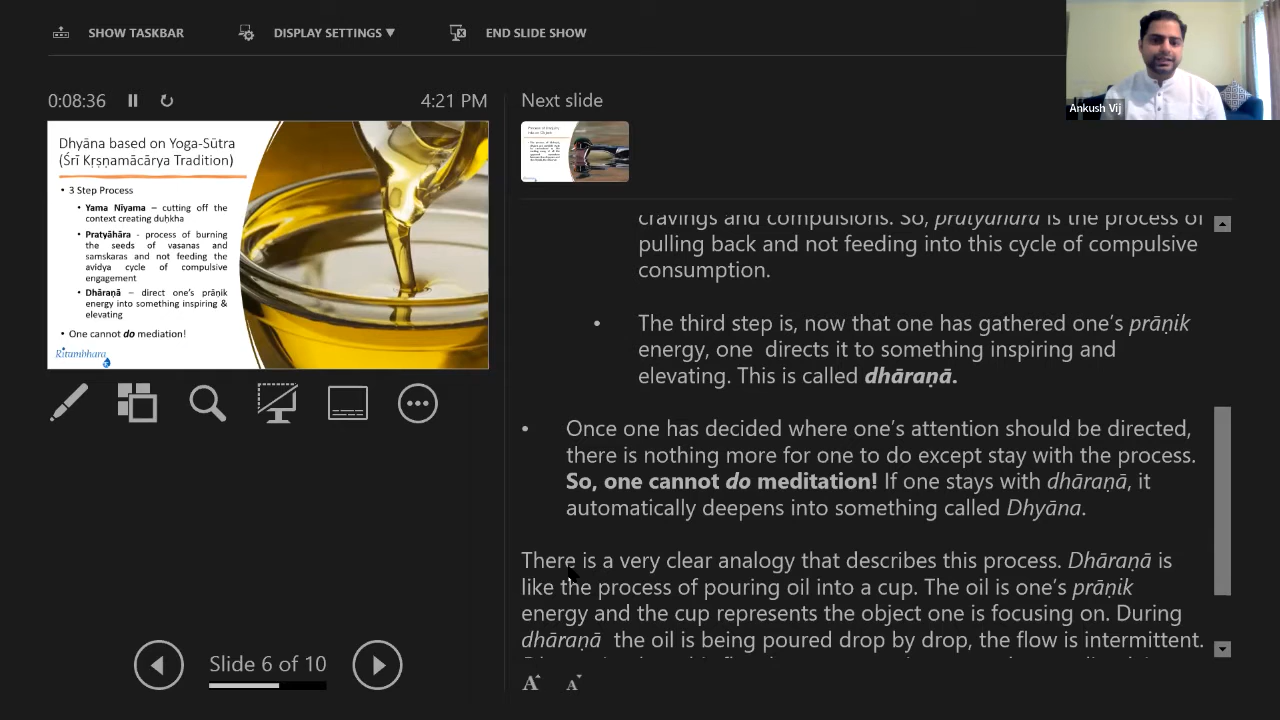 SHOW TASKBAR
DISPLAY SETTINGS ▼
END SLIDE SHOW
Ankush Vij
0:08:36
4:21 PM
Dhyāna based on Yoga-Sūtra
(Śrī Kṛṣṇamācārya Tradition)
• 3 Step Process
• Yama Niyama – cutting off the
context creating duḥkha
• Pratyāhāra - process of burning
the seeds of vasanas and
samskaras and not feeding the
avidya cycle of compulsive
engagement
• Dhāraṇā – direct one's prāṇik
energy into something inspiring &
elevating
• One cannot do mediation!
Ritambhara
Slide 6 of 10
Next slide
cravings and compulsions. So, pratyāhāra is the process of
pulling back and not feeding into this cycle of compulsive
consumption.
• The third step is, now that one has gathered one's prāṇik
energy, one directs it to something inspiring and
elevating. This is called dhāraṇā.
• Once one has decided where one's attention should be directed,
there is nothing more for one to do except stay with the process.
So, one cannot do meditation! If one stays with dhāraṇā, it
automatically deepens into something called Dhyāna.
There is a very clear analogy that describes this process. Dhāraṇā is
like the process of pouring oil into a cup. The oil is one's prāṇik
energy and the cup represents the object one is focusing on. During
dhāraṇā the oil is being poured drop by drop, the flow is intermittent.
A A